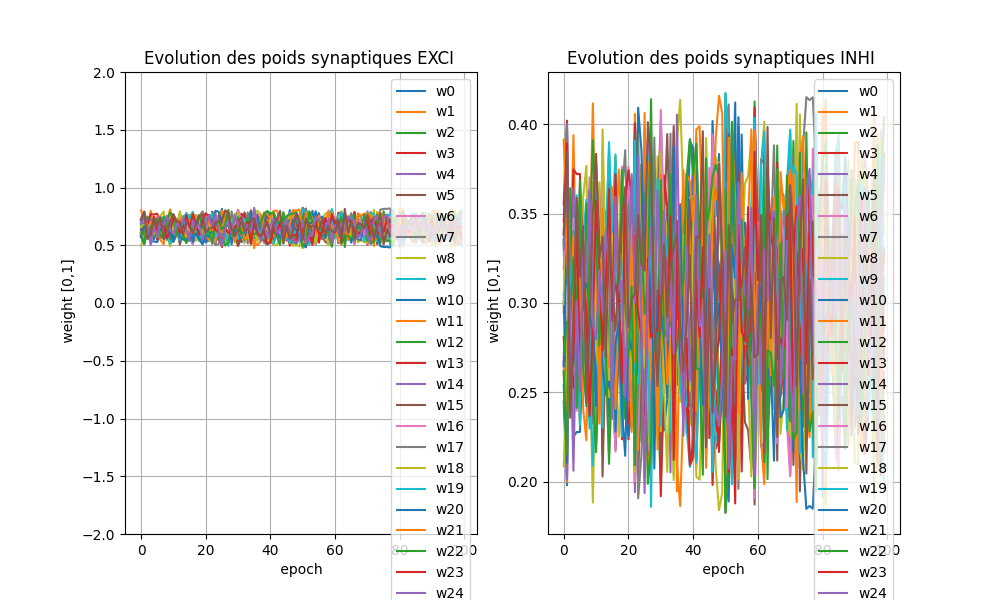 Evolution des poids synaptiques EXCI
2.0
1.5
1.0
0.5
0.0
−0.5
−1.0
−1.5
−2.0
weight [0,1]
0
20
40
60
80
100
epoch
w0
w1
w2
w3
w4
w5
w6
w7
w8
w9
w10
w11
w12
w13
w14
w15
w16
w17
w18
w19
w20
w21
w22
w23
w24
Evolution des poids synaptiques INHI
0.40
0.35
0.30
0.25
0.20
weight [0,1]
0
20
40
60
80
100
epoch
w0
w1
w2
w3
w4
w5
w6
w7
w8
w9
w10
w11
w12
w13
w14
w15
w16
w17
w18
w19
w20
w21
w22
w23
w24